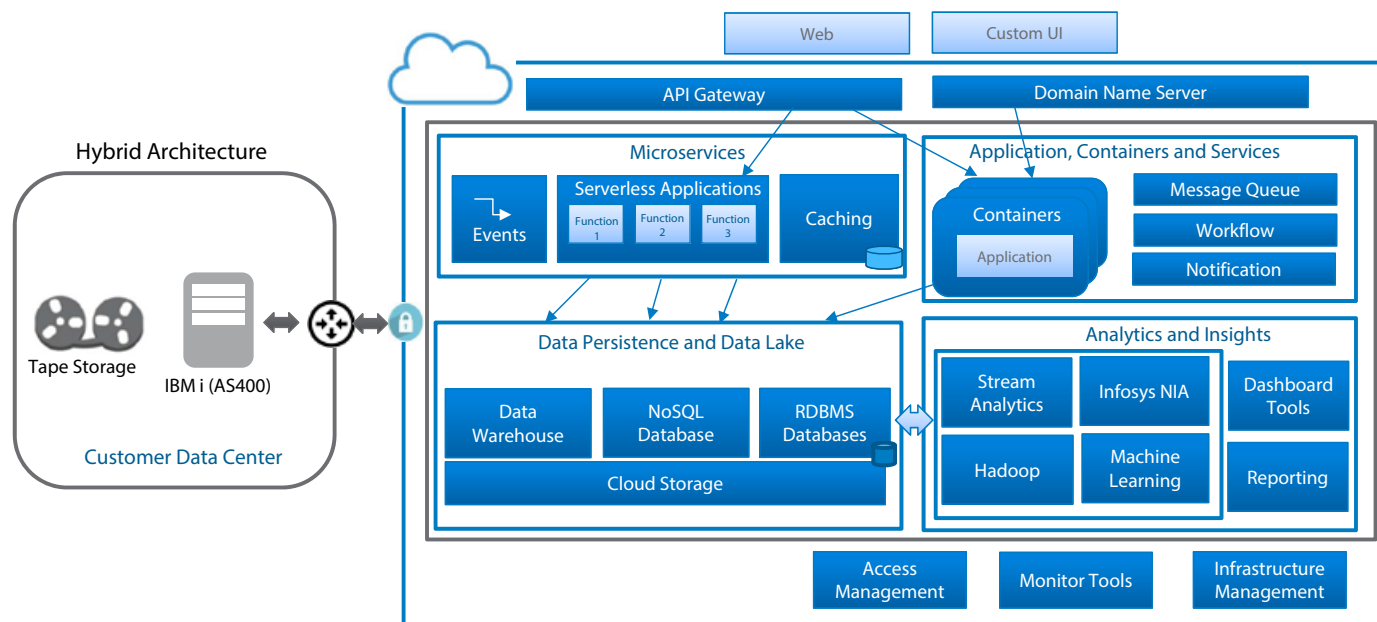 Web
Custom UI
API Gateway
Domain Name Server
Hybrid Architecture
Tape Storage
IBM i (AS400)
Customer Data Center
Microservices
Events
Serverless Applications
Function
1
Function
2
Function
3
Caching
Application, Containers and Services
Containers
Application
Message Queue
Workflow
Notification
Data Persistence and Data Lake
Data
Warehouse
NoSQL
Database
RDBMS
Databases
Cloud Storage
Analytics and Insights
Stream
Analytics
Infosys NIA
Hadoop
Machine
Learning
Dashboard
Tools
Reporting
Access
Management
Monitor Tools
Infrastructure
Management